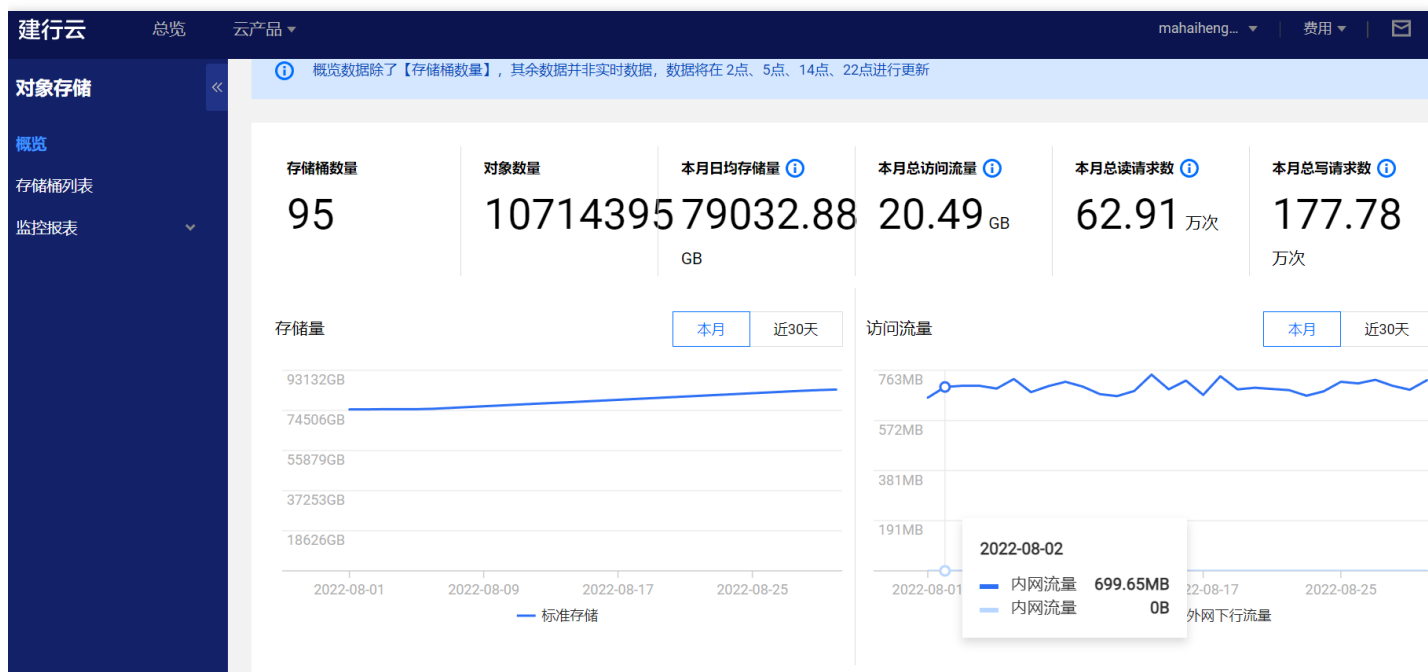 建行云 总览 云产品 mahaiheng... 费用
对象存储
概览
存储桶列表
监控报表
概览数据除了【存储桶数量】，其余数据并非实时数据，数据将在 2点、5点、14点、22点进行更新
存储桶数量 对象数量 本月日均存储量 本月总访问流量 本月总读请求数 本月总写请求数
95 10714395 79032.88 20.49 GB 62.91 万次 177.78
GB 万次
存储量 本月 近30天
93132GB
74506GB
55879GB
37253GB
18626GB
2022-08-01 2022-08-09 2022-08-17 2022-08-25
标准存储
访问流量 本月 近30天
763MB
572MB
381MB
191MB
2022-08-02
内网流量 699.65MB
内网流量 0B
2022-08-01 22-08-17 2022-08-25
外网下行流量